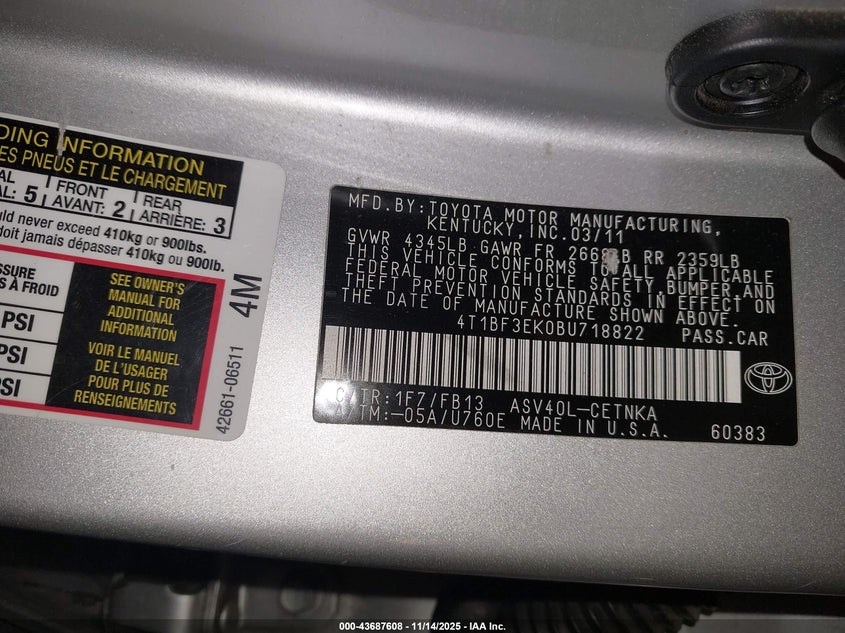 DING INFORMATION
ES PNEUS ET LE CHARGEMENT
AL: 5 FRONT AVANT: 2 REAR ARRIÈRE: 3
uld never exceed 410kg or 900lbs.
doit jamais dépasser 410kg ou 900lb.
SSURE
S À FROID
PSI
PSI
PSI
SEE OWNER'S
MANUAL FOR
ADDITIONAL
INFORMATION
VOIR LE MANUEL
DE L'USAGER
POUR PLUS DE
RENSEIGNEMENTS
4M
42661-06511
MFD.BY:TOYOTA MOTOR MANUFACTURING,
KENTUCKY,INC.03/11
GVWR 4345LB GAWR FR LB RR 2359LB
THIS VEHICLE CONFORMS TO ALL APPLICABLE
FEDERAL MOTOR VEHICLE SAFETY,BUMPER AND
THEFT PREVENTION STANDARDS IN EFFECT ON
THE DATE OF MANUFACTURE SHOWN ABOVE.
4T1BF3EK0BU718822 PASS.CAR
C/TR:1F7/FB13 ASV40L-CETNKA
A/TM:-05A/U760E MADE IN U.S.A.
60383
000-43687608 - 11/14/2025 - IAA Inc.